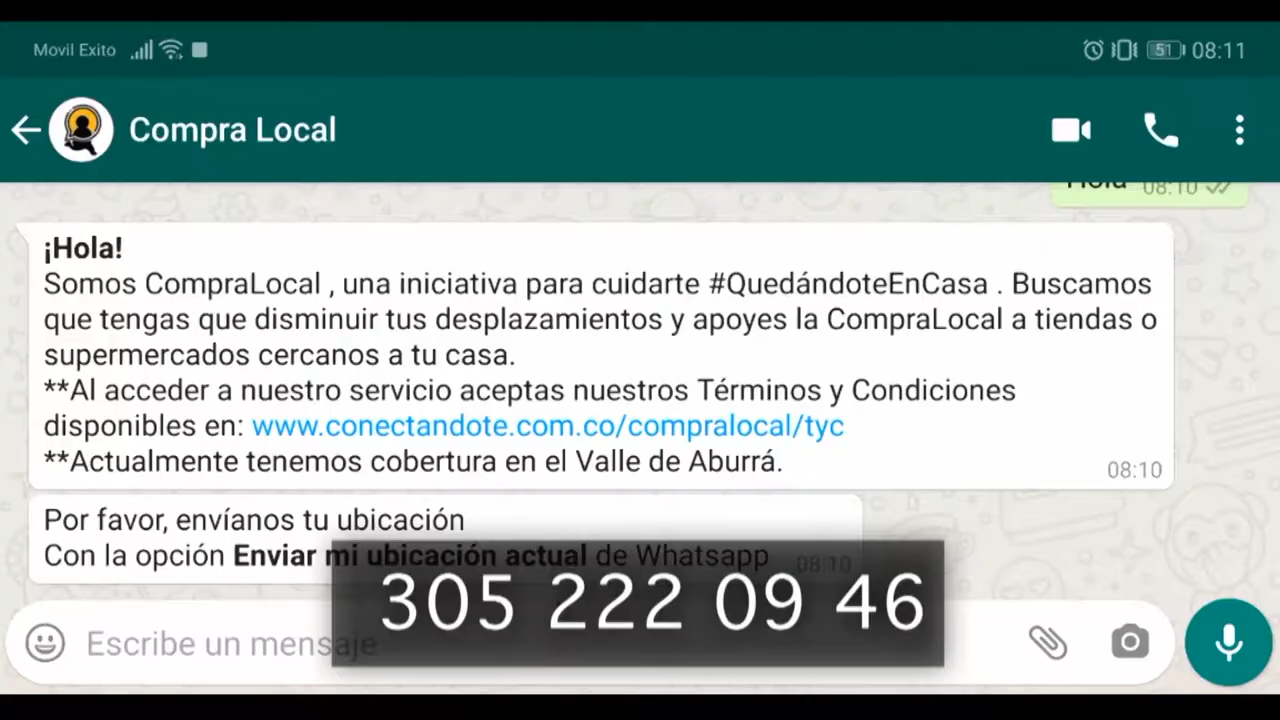 Movil Exito
51
08:11
Compra Local
Hola 08:10
¡Hola!
Somos CompraLocal , una iniciativa para cuidarte #QuedándoteEnCasa . Buscamos
que tengas que disminuir tus desplazamientos y apoyes la CompraLocal a tiendas o
supermercados cercanos a tu casa.
**Al acceder a nuestro servicio aceptas nuestros Términos y Condiciones
disponibles en: www.conectandote.com.co/compralocal/tyc
**Actualmente tenemos cobertura en el Valle de Aburrá.
08:10
Por favor, envíanos tu ubicación
Con la opción Enviar mi ubicación actual de Whatsapp
08:10
305 222 09 46
Escribe un mensaje